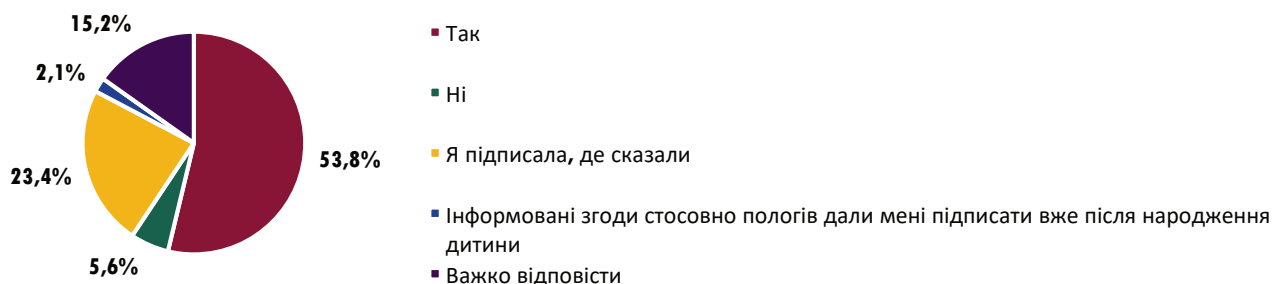 15,2%
2,1%
23,4%
5,6%
53,8%
Так
Ні
Я підписала, де сказали
Інформовані згоди стосовно пологів дали мені підписати вже після народження
дитини
Важко відповісти